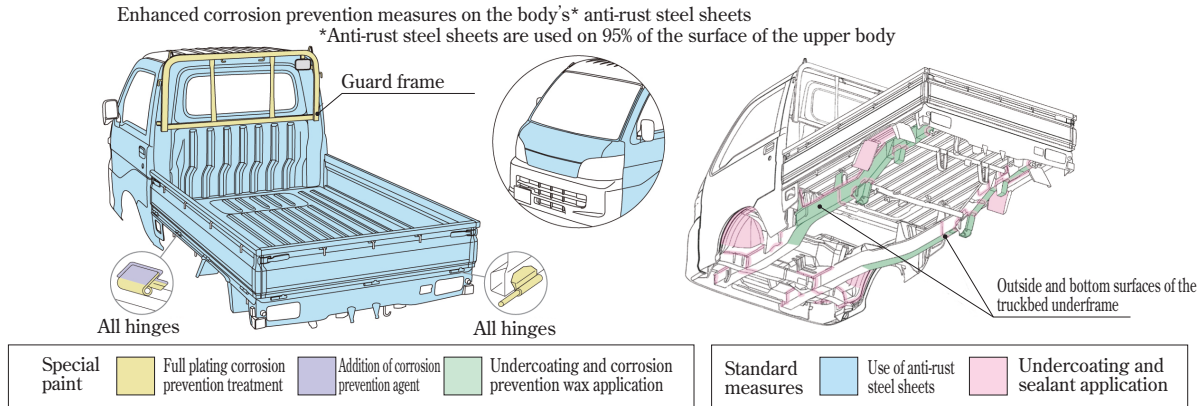 Enhanced corrosion prevention measures on the body's* anti-rust steel sheets
*Anti-rust steel sheets are used on 95% of the surface of the upper body
Guard frame
All hinges
All hinges
Outside and bottom surfaces of the
truckbed underframe
Special
paint
Full plating corrosion
prevention treatment
Addition of corrosion
prevention agent
Undercoating and corrosion
prevention wax application
Standard
measures
Use of anti-rust
steel sheets
Undercoating and
sealant application